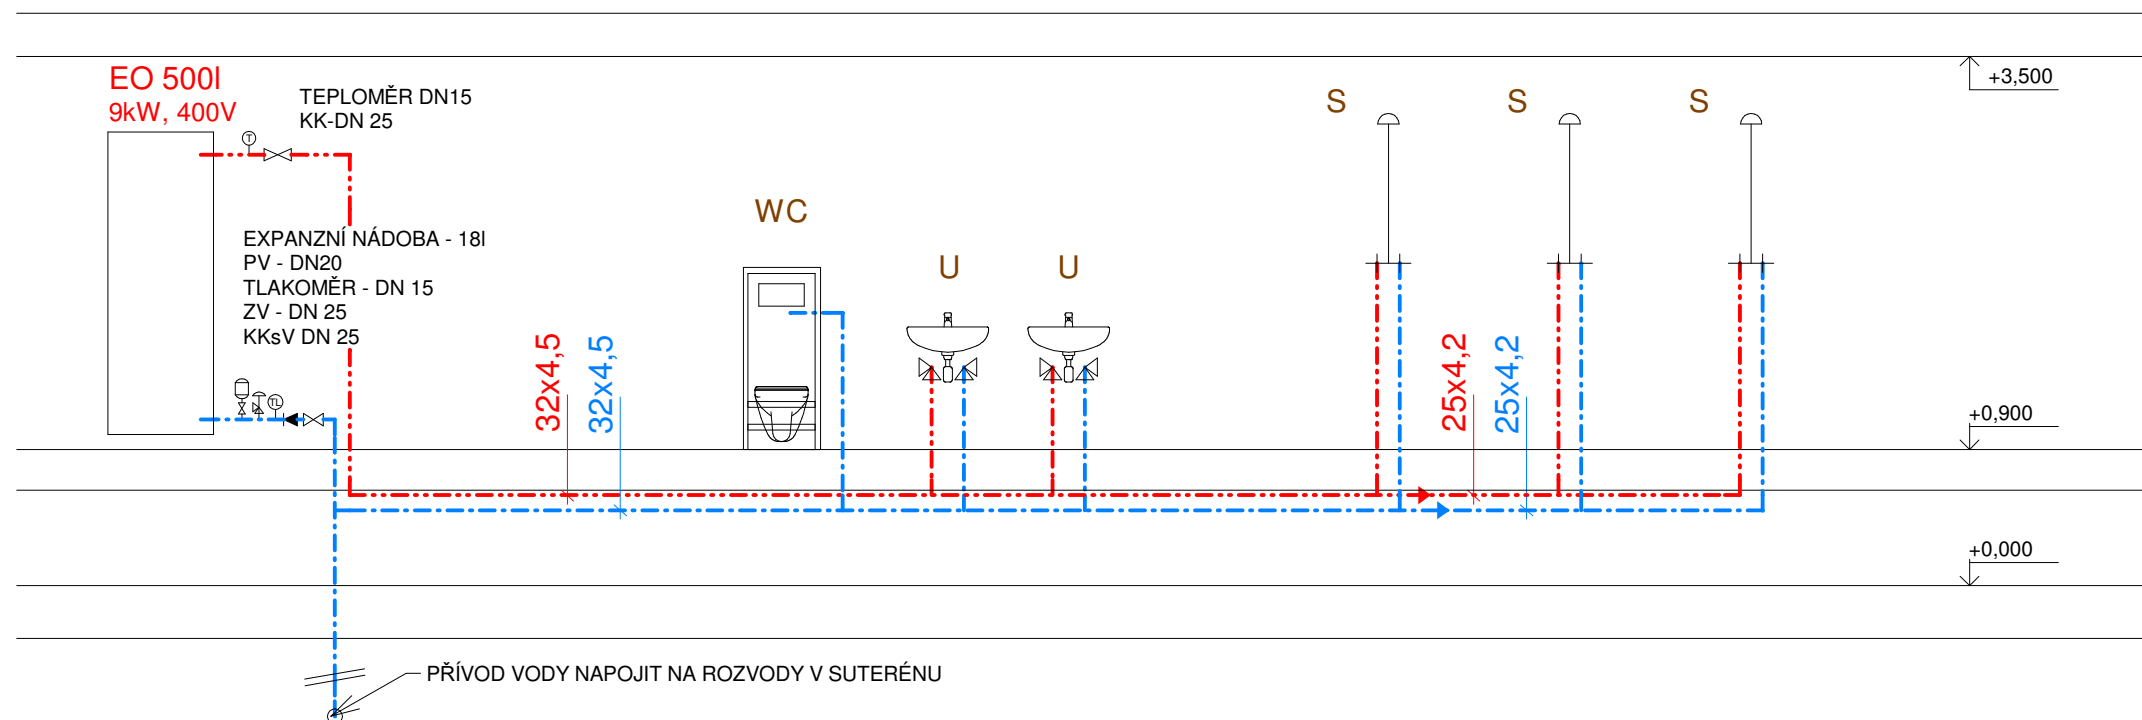 EO 500l
9kW, 400V
TEPLOMĚR DN15
KK-DN 25
T
EXPANZNÍ NÁDOBA - 18l
PV - DN20
TLAKOMĚR - DN 15
ZV - DN 25
KKsV DN 25
TL
32x4,5
32x4,5
WC
U
U
S
S
S
25x4,2
25x4,2
+3,500
+0,900
+0,000
PŘÍVOD VODY NAPOJIT NA ROZVODY V SUTERÉNU